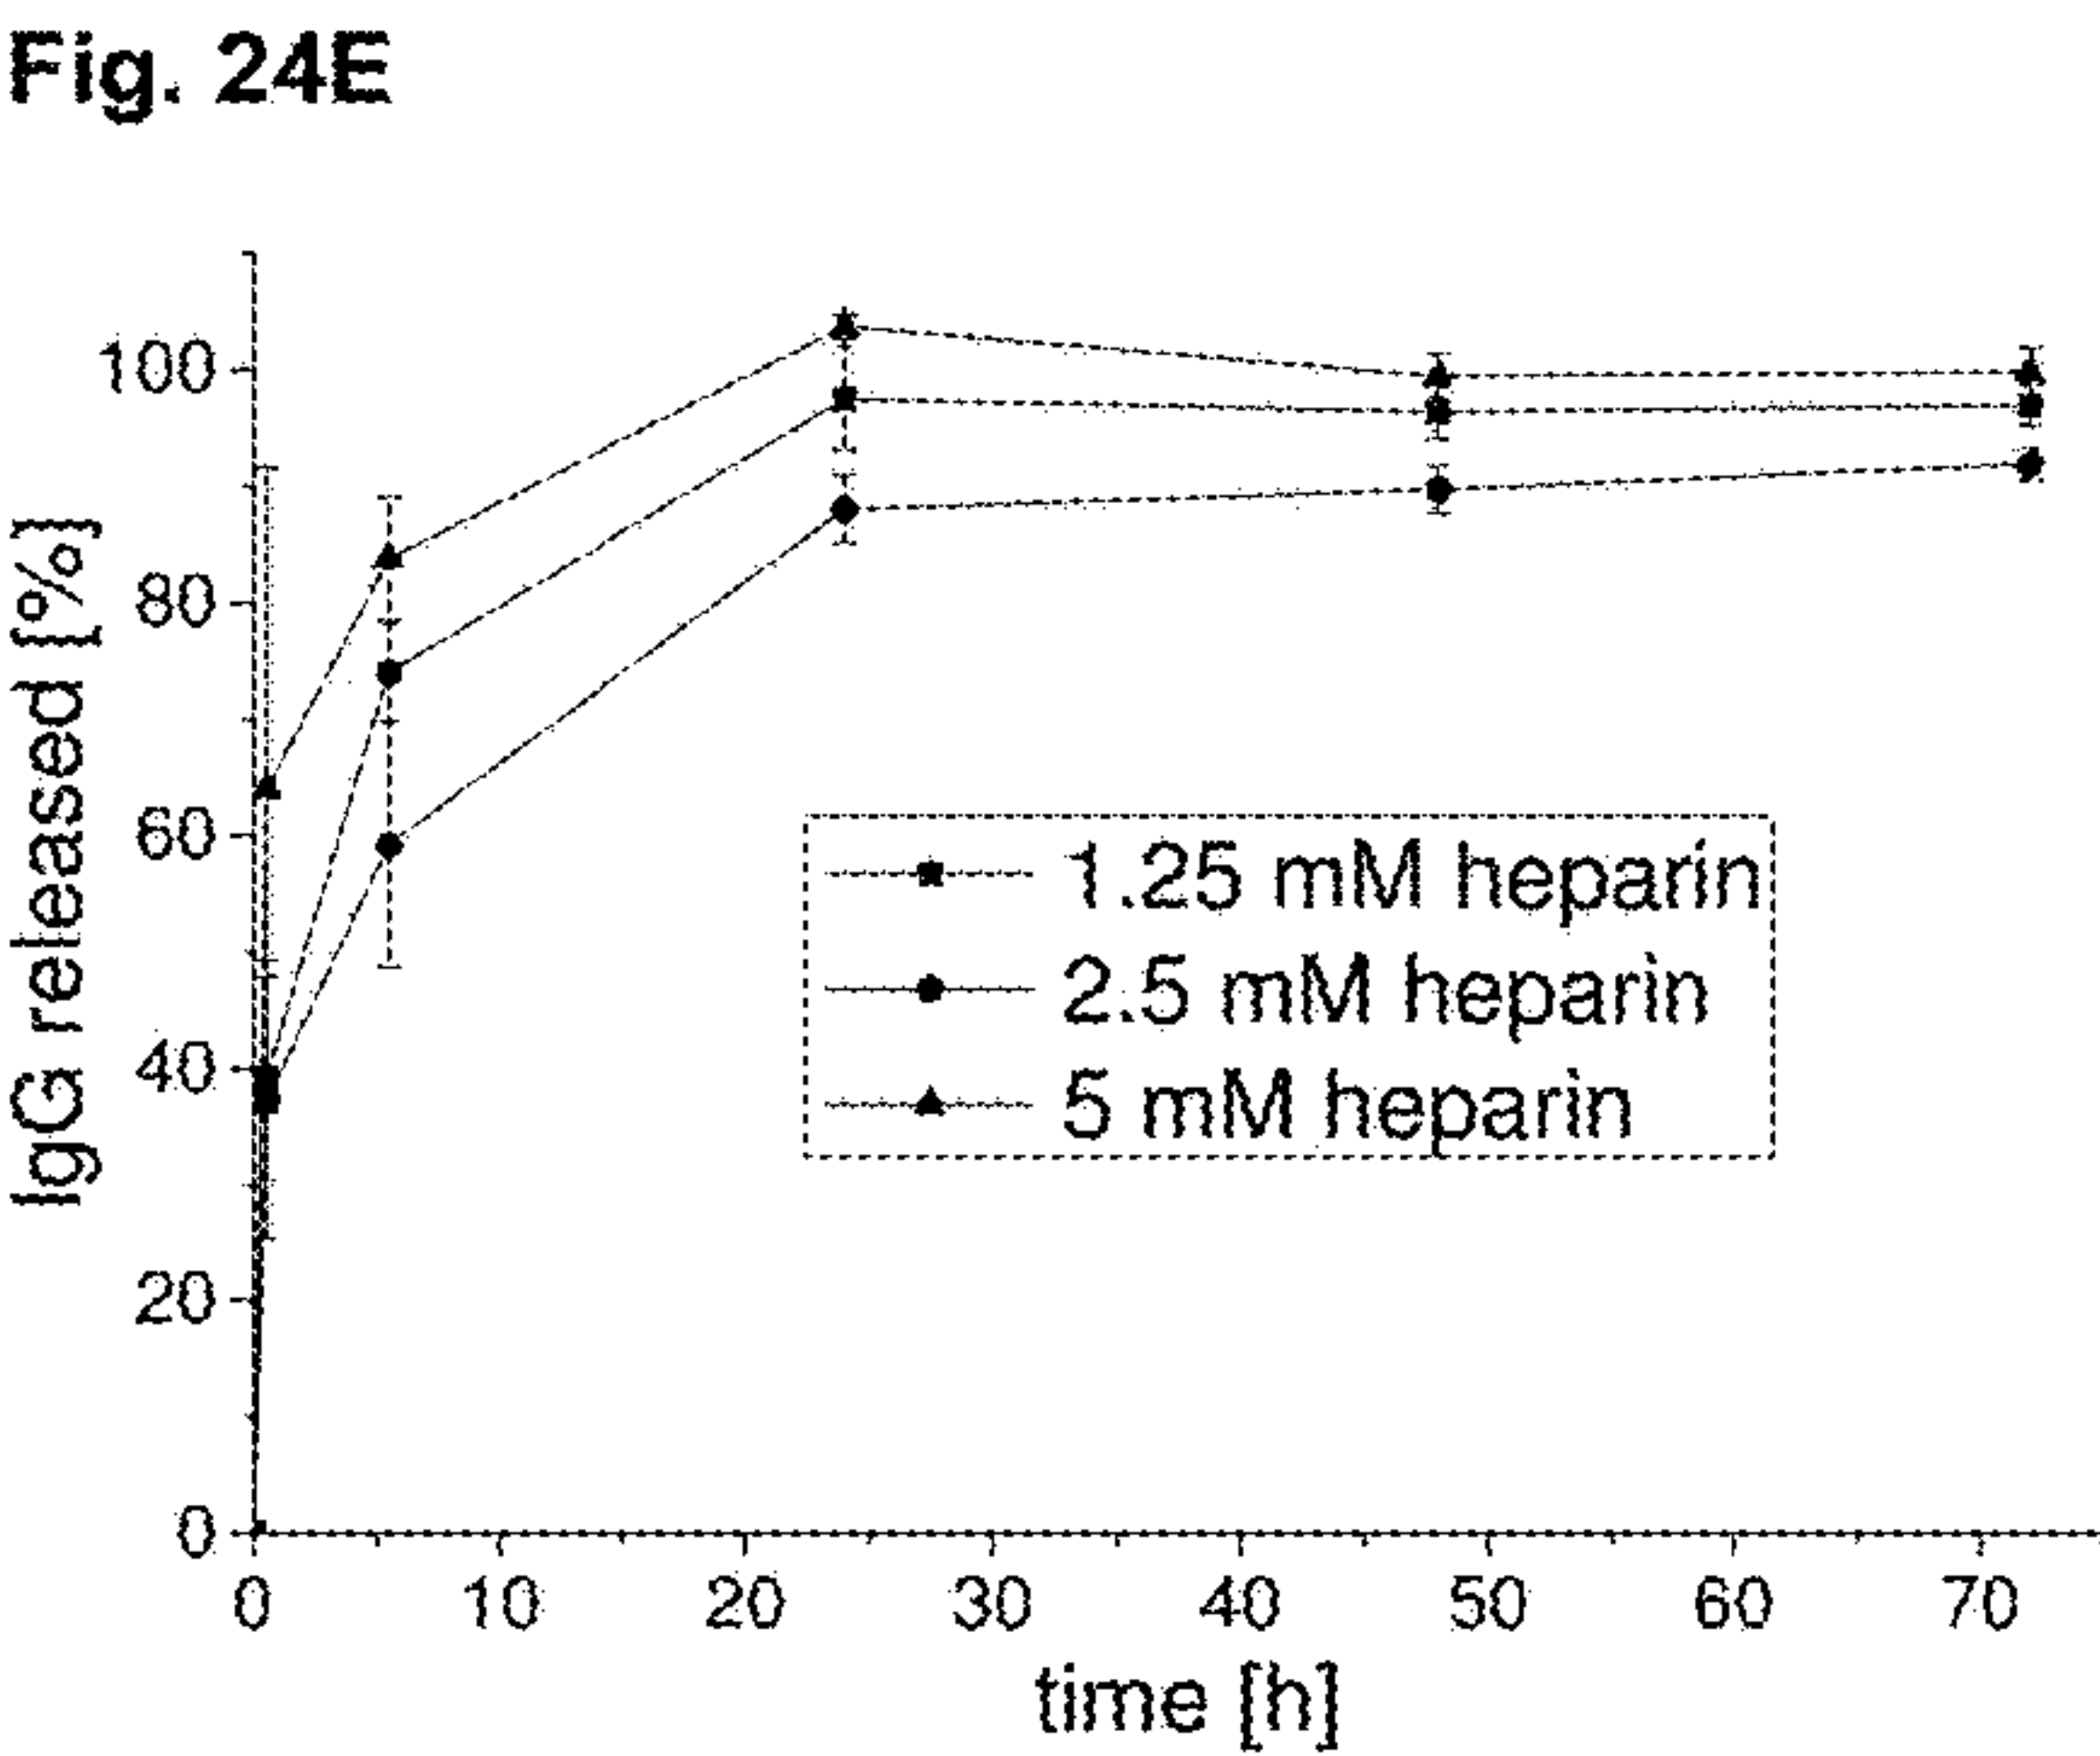 Fig. 24E
IgG released [%]
100
80
60
40
20
0
1.25 mM heparin
2.5 mM heparin
5 mM heparin
0 10 20 30 40 50 60 70
time [h]